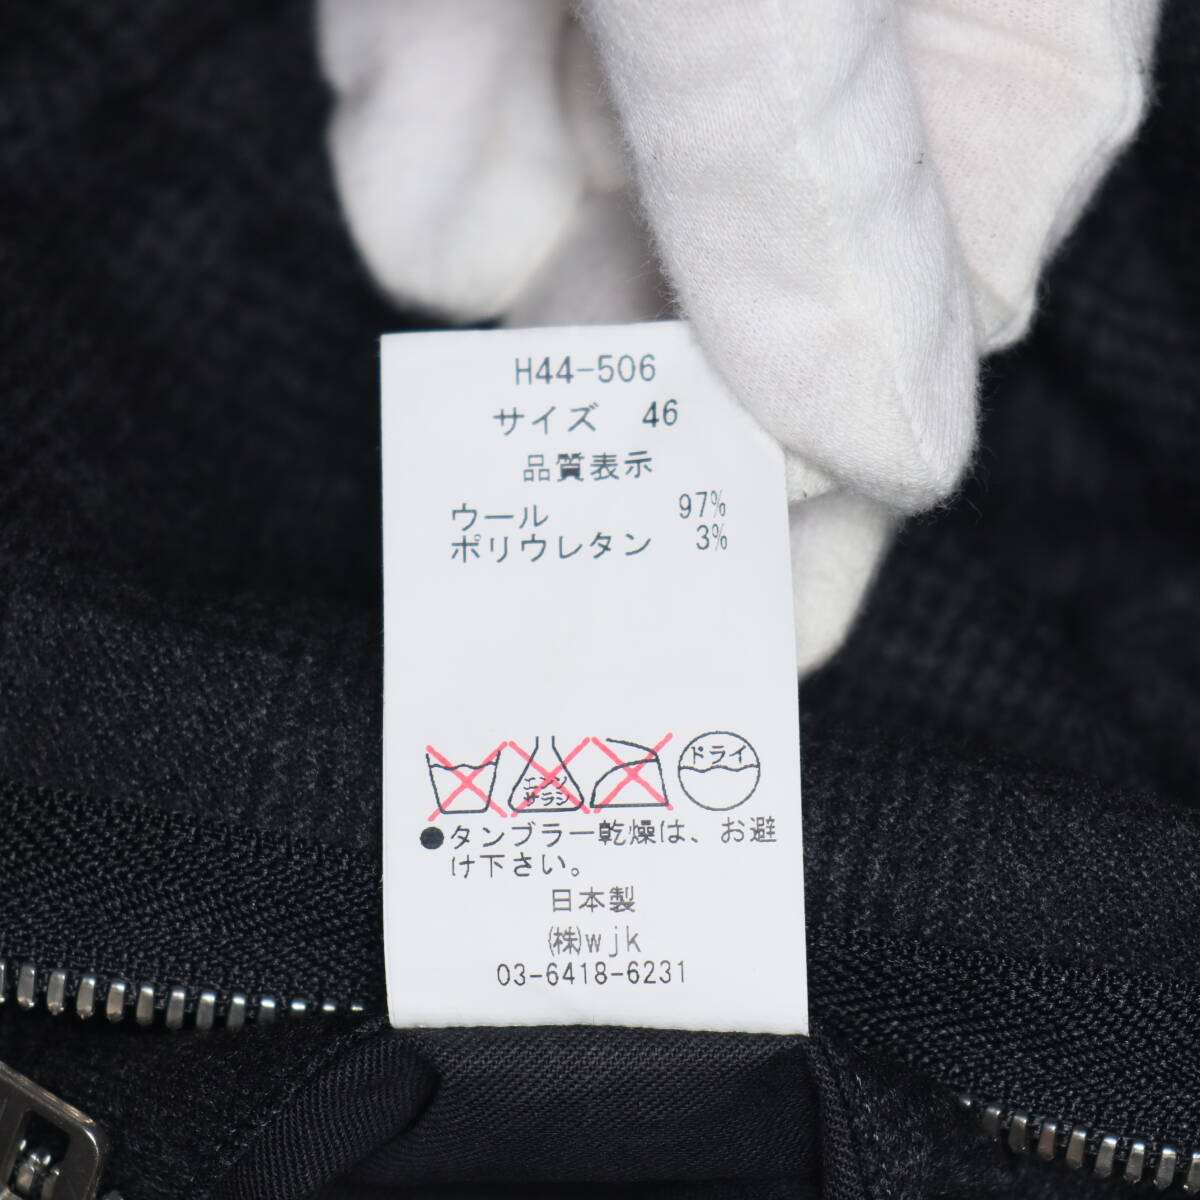 H44-506
サイズ 46
品質表示
ウール 97%
ポリウレタン 3%
エンソ
サラシ
ドライ
●タンブラー乾燥は、お避
け下さい。
日本製
㈱wjk
03-6418-6231